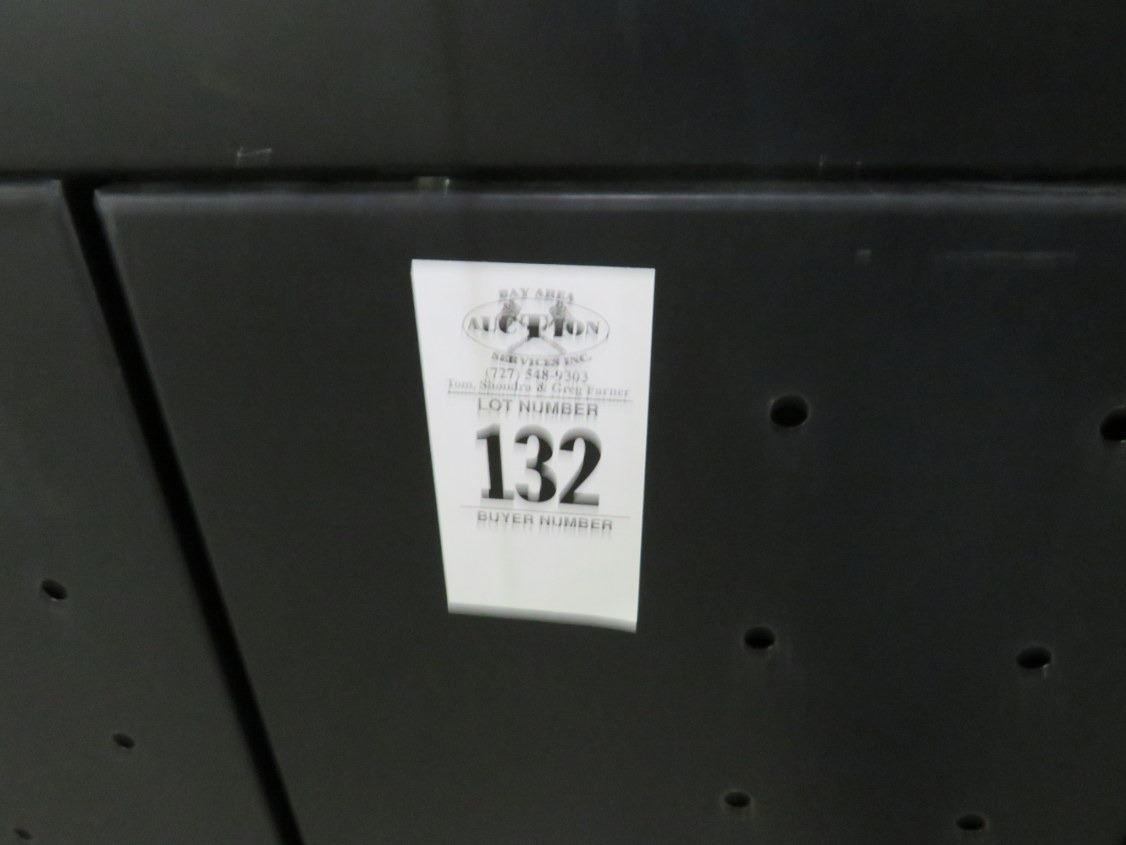 BAY AREA
AUCTION
SERVICES INC.
(727) 548-9303
Tom, Shondra & Greg Farner
LOT NUMBER
132
BUYER NUMBER